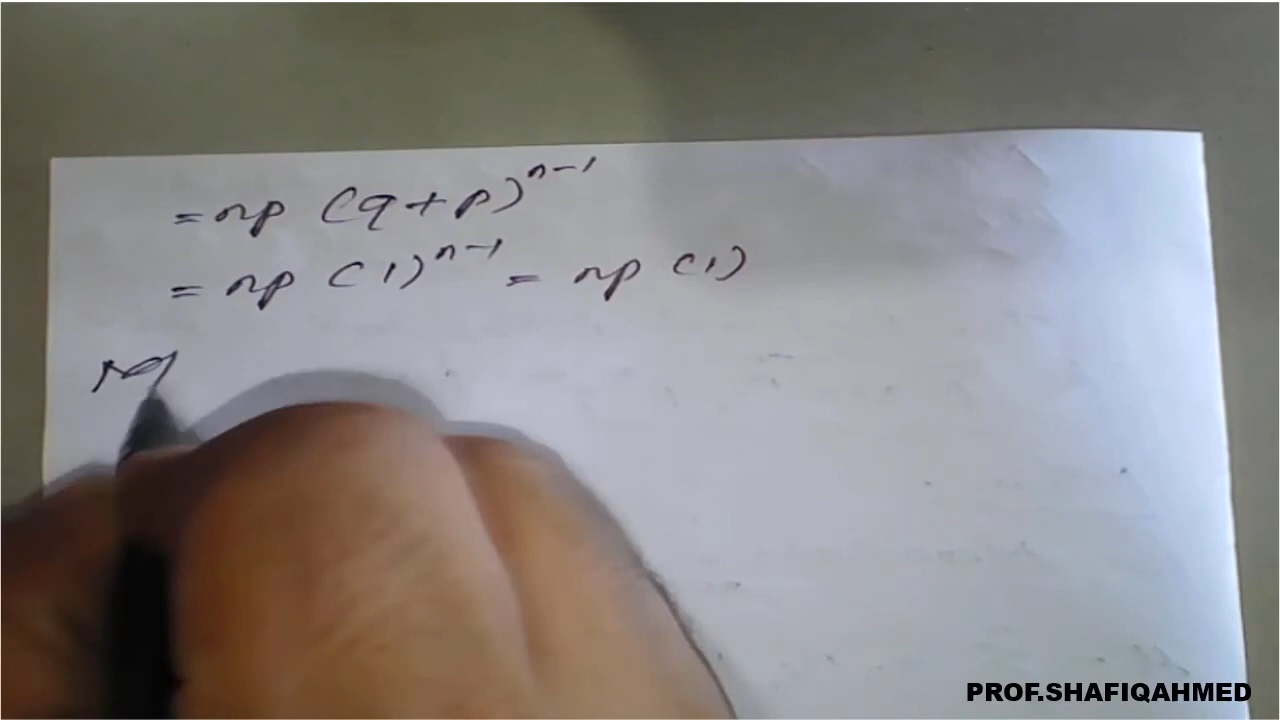 = np (q+p)^{n-1}
= np (1)^{n-1} = np (1)
PROF.SHAFIQAHMED